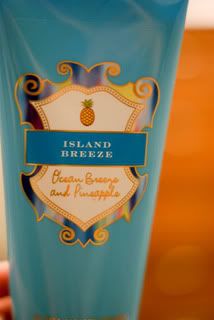 ISLAND
BREEZE
Ocean Breeze
and Pineapple